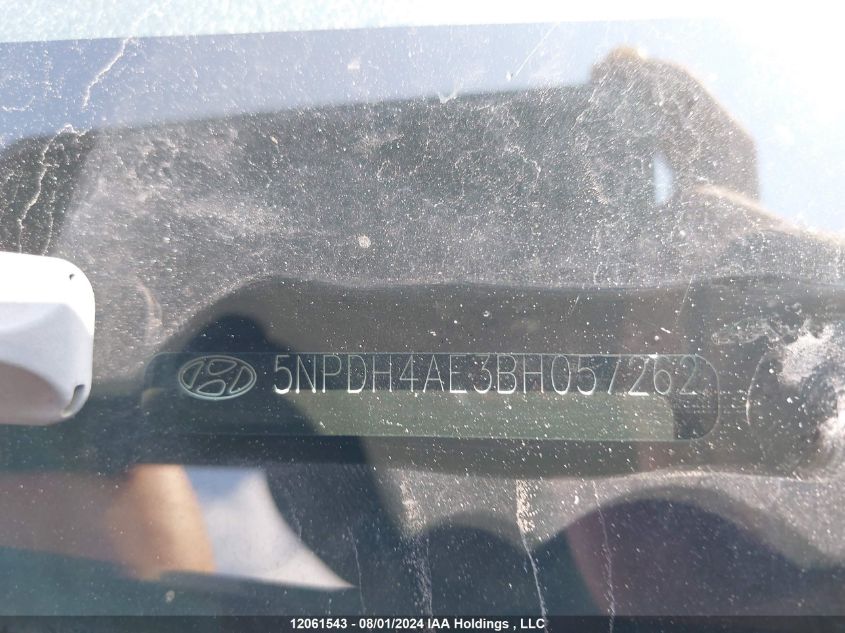 5NPDH4AE3BH057262
12061543 - 08/01/2024 IAA Holdings , LLC